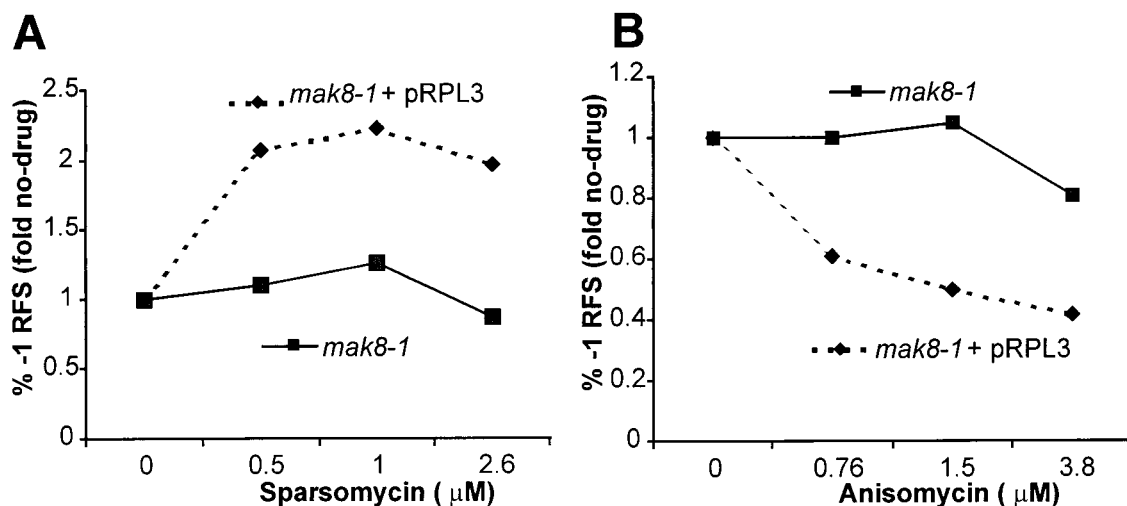 A
% -1 RFS (fold no-drug)
2.5
2
1.5
1
0.5
0
mak8-1 + pRPL3
mak8-1
0 0.5 1 2.6
Sparsomycin ( μM)
B
% -1 RFS (fold no-drug)
1.2
1
0.8
0.6
0.4
0.2
0
mak8-1
mak8-1 + pRPL3
0 0.76 1.5 3.8
Anisomycin ( μM)